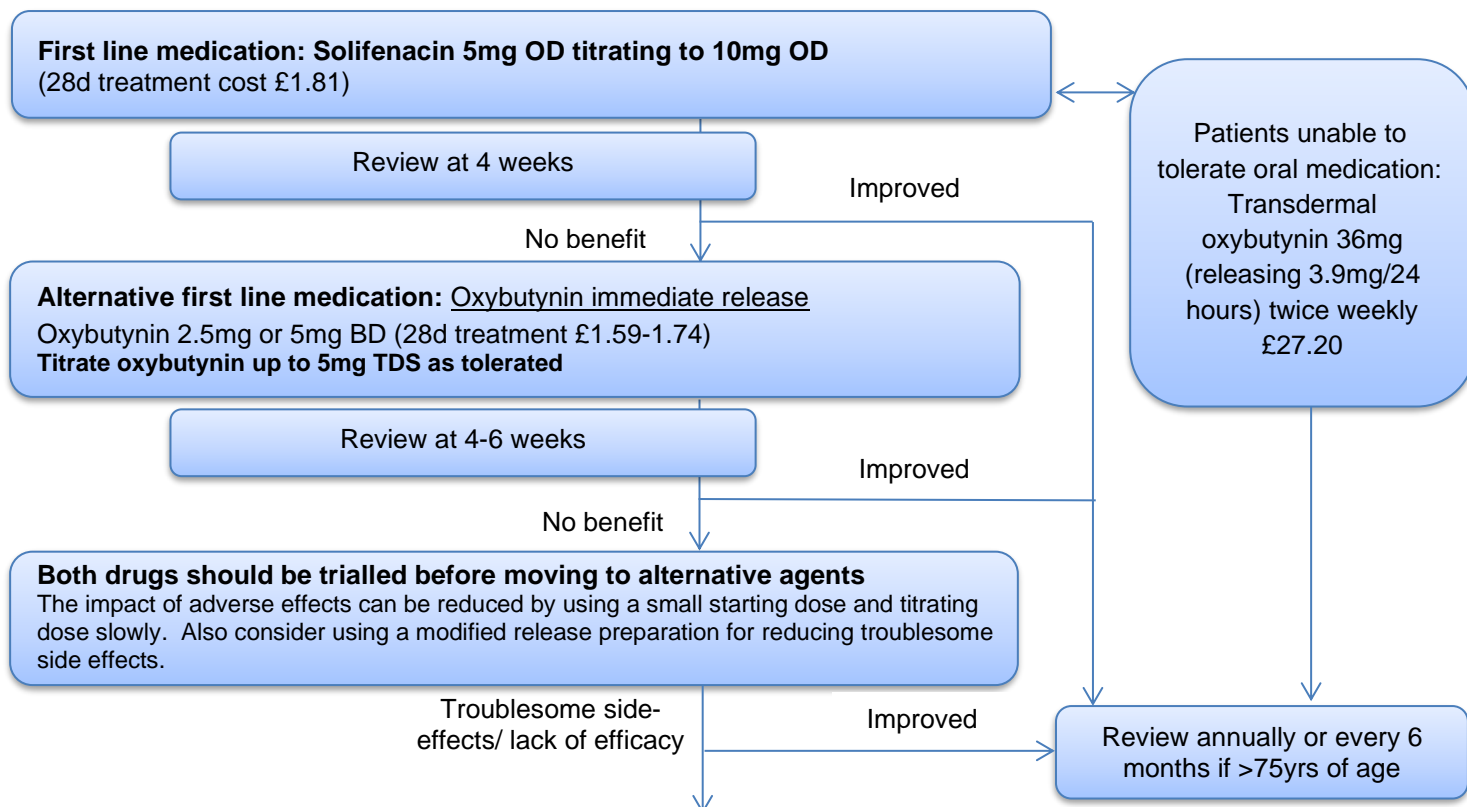 First line medication: Solifenacin 5mg OD titrating to 10mg OD
(28d treatment cost £1.81)
Review at 4 weeks
Improved
No benefit
Patients unable to
tolerate oral medication:
Transdermal
oxybutynin 36mg
(releasing 3.9mg/24
hours) twice weekly
£27.20
Alternative first line medication: Oxybutynin immediate release
Oxybutynin 2.5mg or 5mg BD (28d treatment £1.59-1.74)
Titrate oxybutynin up to 5mg TDS as tolerated
Review at 4-6 weeks
Improved
No benefit
Both drugs should be trialled before moving to alternative agents
The impact of adverse effects can be reduced by using a small starting dose and titrating
dose slowly.  Also consider using a modified release preparation for reducing troublesome
side effects.
Troublesome side-
effects/ lack of efficacy
Improved
Review annually or every 6
months if >75yrs of age